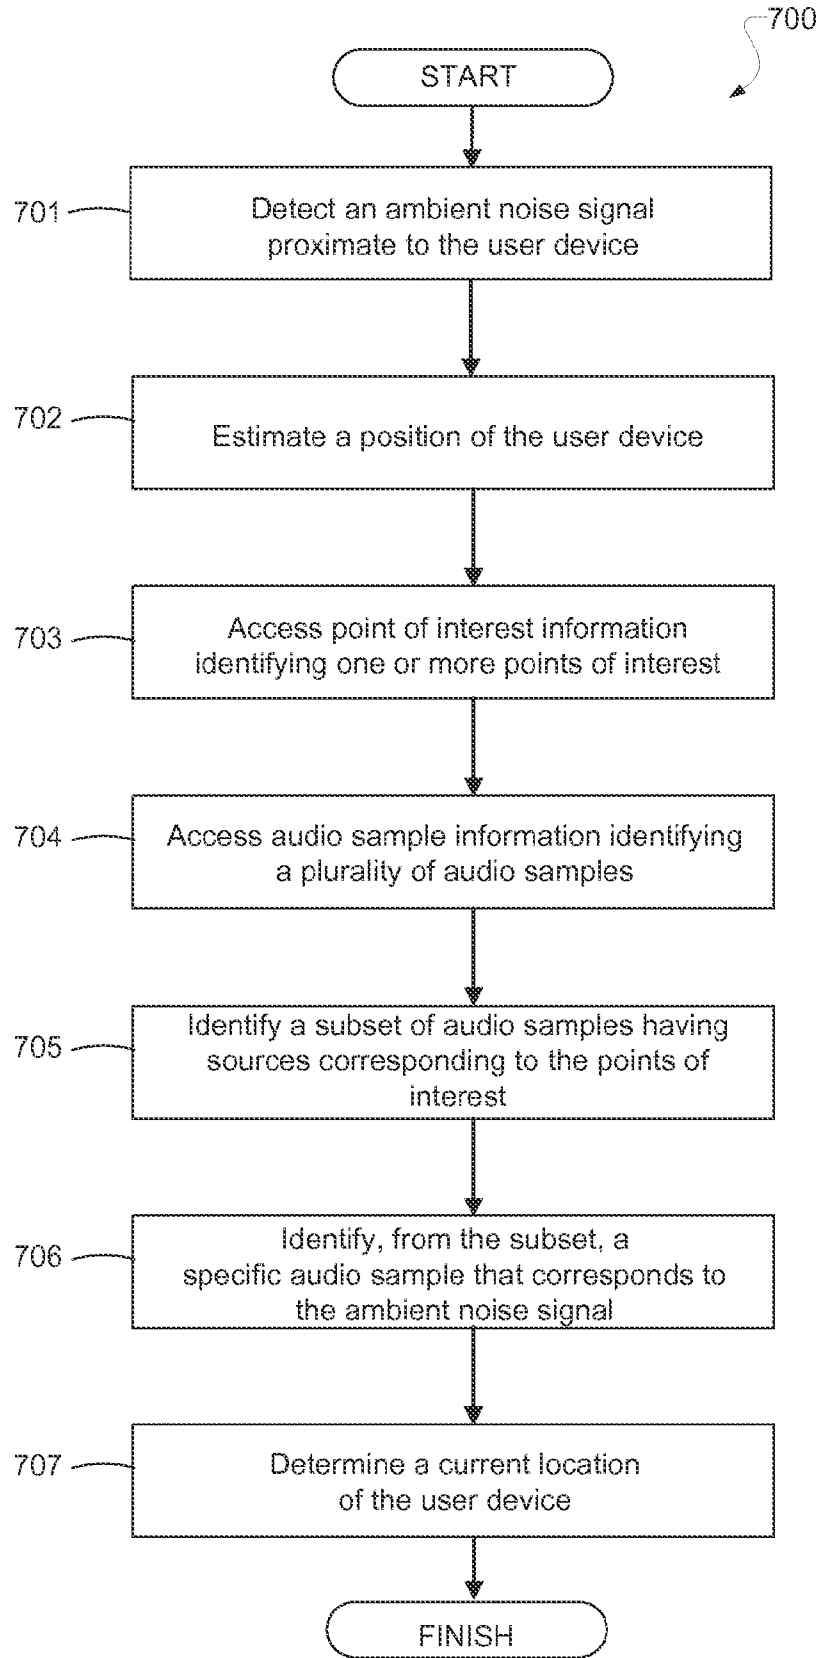 700
START
701
Detect an ambient noise signal
proximate to the user device
702
Estimate a position of the user device
703
Access point of interest information
identifying one or more points of interest
704
Access audio sample information identifying
a plurality of audio samples
705
Identify a subset of audio samples having
sources corresponding to the points of
interest
706
Identify, from the subset, a
specific audio sample that corresponds to
the ambient noise signal
707
Determine a current location
of the user device
FINISH